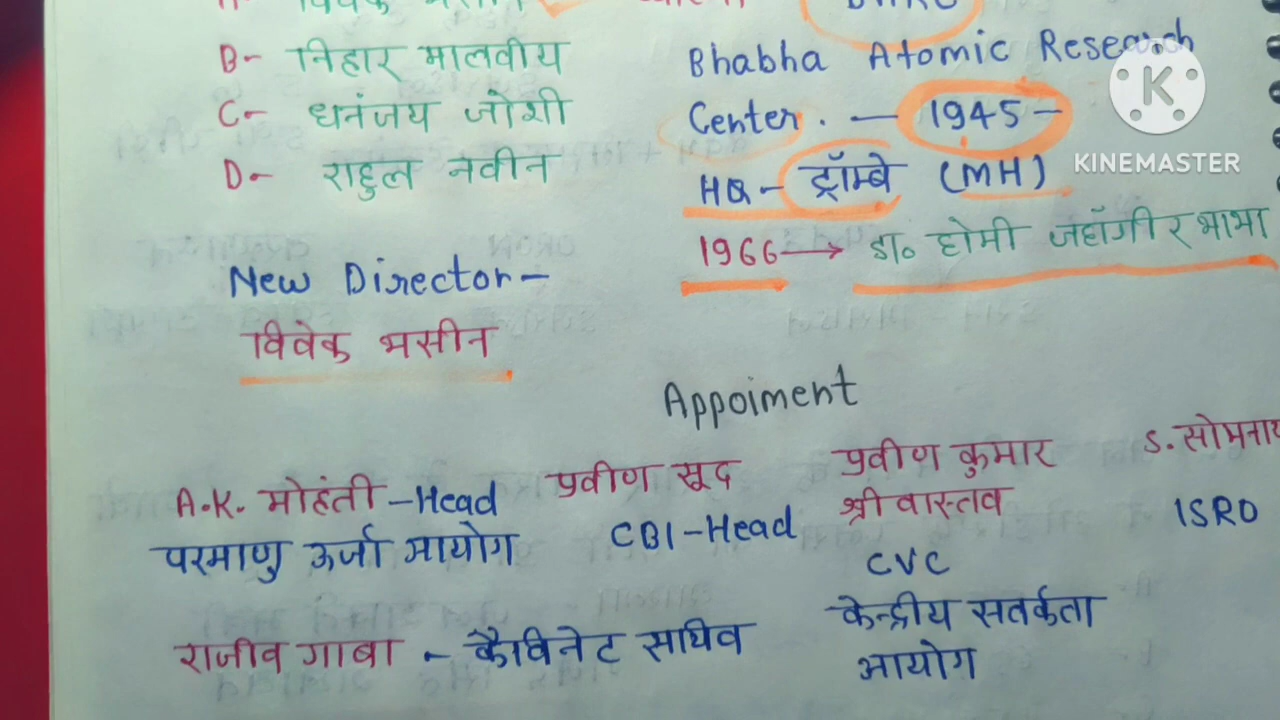 B- निहार मालवीय
C- धनंजय जोशी
D- राहुल नवीन
New Director-
विवेक भसीन
Bhabha Atomic Research
Center. — 1945-
HQ- ट्रॉम्बे (MH)
1966→ डा० होमी जहाँगीर भाभा
K
KINEMASTER
Appoiment
A.K. मोहंती -Head
परमाणु ऊर्जा आयोग
प्रवीण सूद
CBI-Head
प्रवीण कुमार
श्रीवास्तव
CVC
केन्द्रीय सतर्कता
आयोग
S. सोमनाथ
ISRO
राजीव गाबा - कैबिनेट सचिव